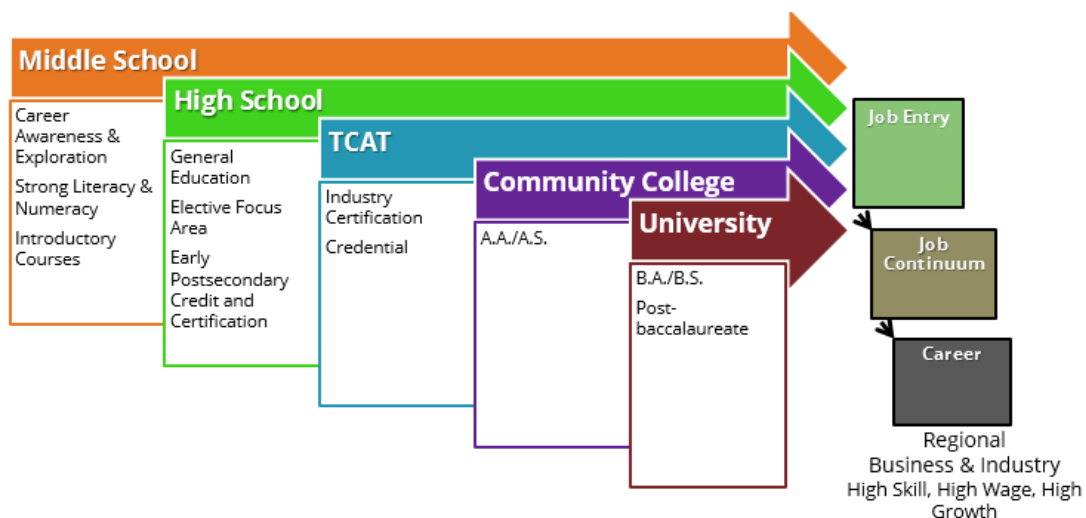 Middle School
Career
Awareness &
Exploration
Strong Literacy &
Numeracy
Introductory
Courses
High School
General
Education
Elective Focus
Area
Early
Postsecondary
Credit and
Certification
TCAT
Industry
Certification
Credential
Community College
A.A./A.S.
University
B.A./B.S.
Post-
baccalaureate
Job Entry
Job
Continuum
Career
Regional
Business & Industry
High Skill, High Wage, High
Growth